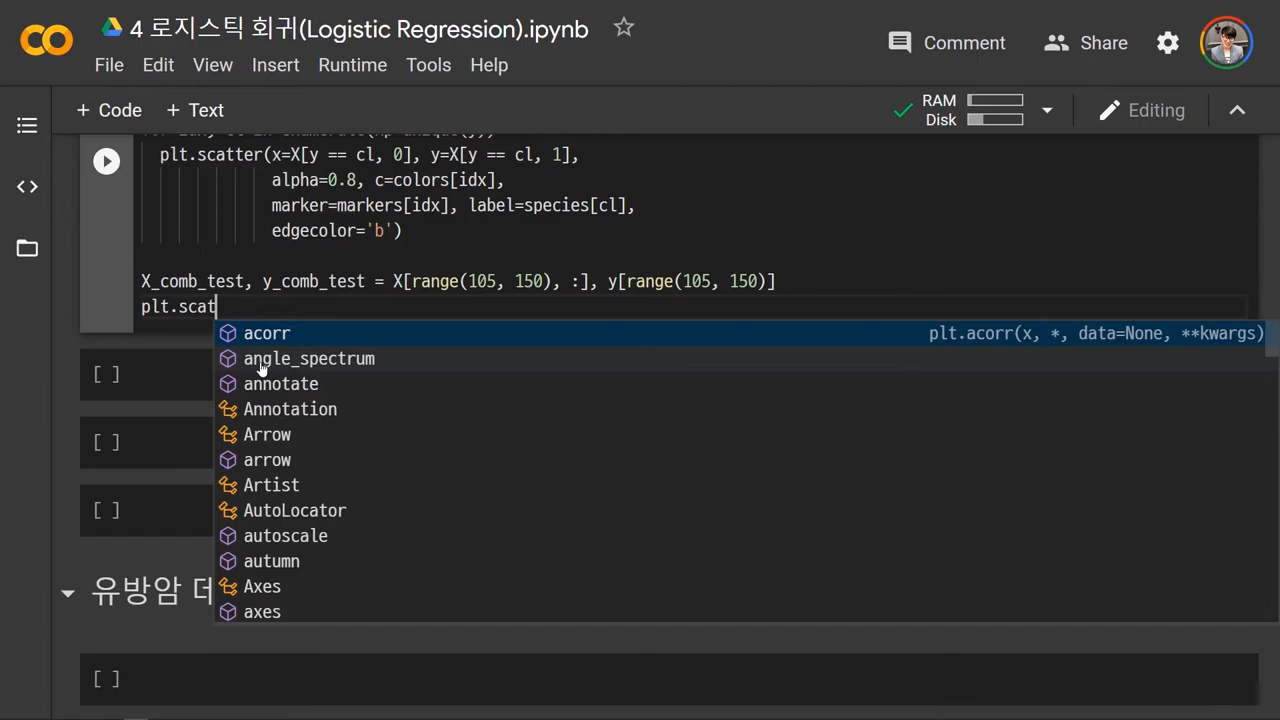 4 로지스틱 회귀(Logistic Regression).ipynb
Comment
Share
File Edit View Insert Runtime Tools Help
+ Code + Text
RAM
Disk
Editing
plt.scatter(x=X[y == cl, 0], y=X[y == cl, 1],
alpha=0.8, c=colors[idx],
marker=markers[idx], label=species[cl],
edgecolor='b')
X_comb_test, y_comb_test = X[range(105, 150), :], y[range(105, 150)]
plt.scat
acorr plt.acorr(x, *, data=None, **kwargs)
angle_spectrum
[ ]
annotate
Annotation
Arrow
[ ]
arrow
Artist
[ ]
AutoLocator
autoscale
autumn
유방암
Axes
axes
[ ]